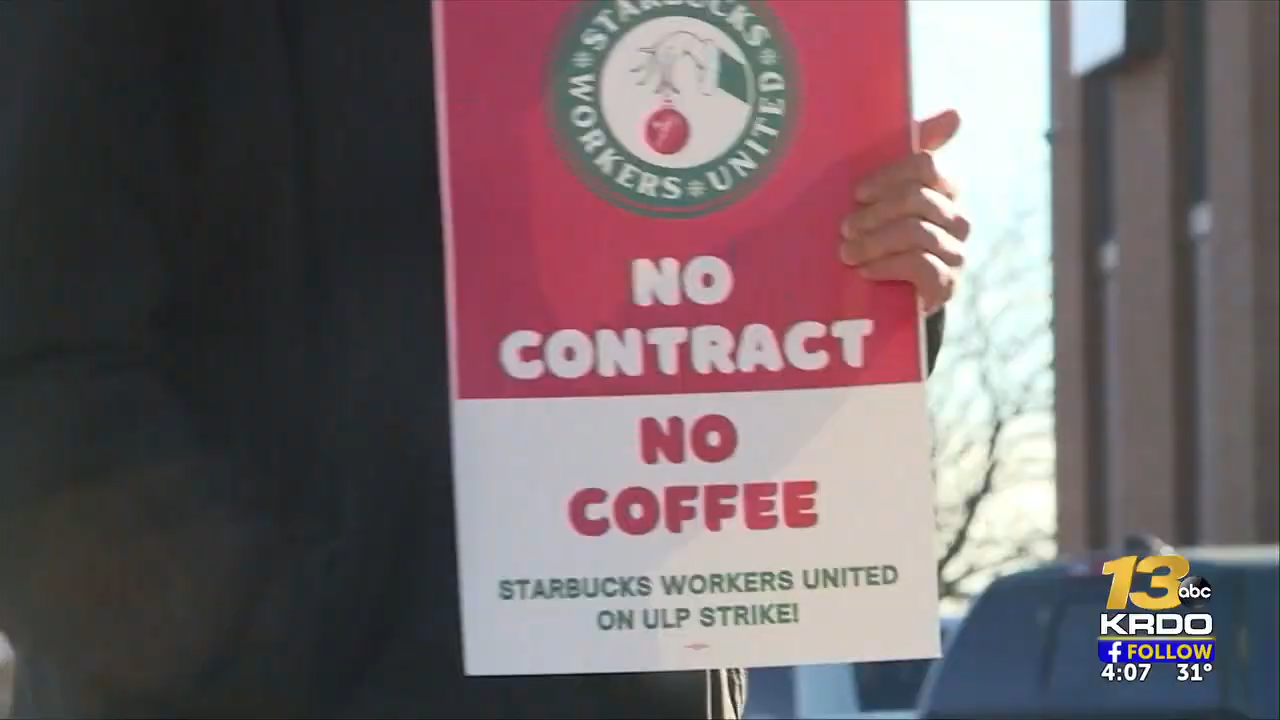 STARBUCKS
WORKERS UNITED
NO
CONTRACT
NO
COFFEE
STARBUCKS WORKERS UNITED
ON ULP STRIKE!
13 abc
KRDO
f FOLLOW
4:07 31°